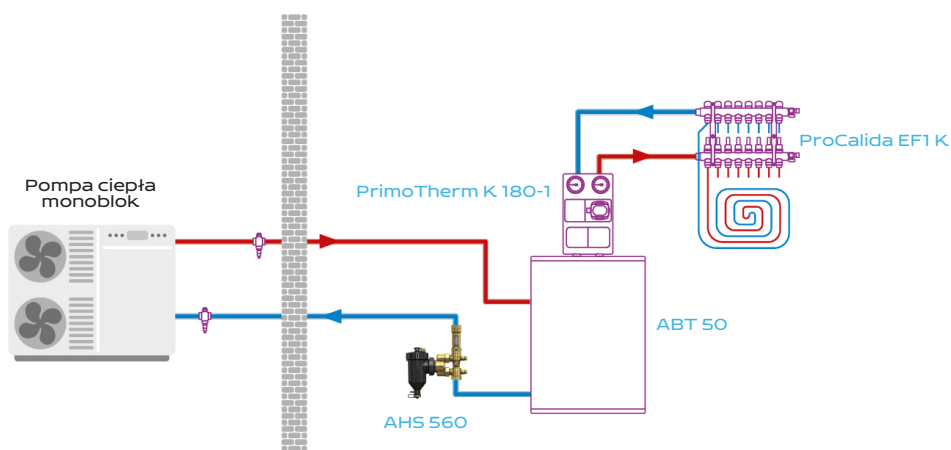 ProCalida EF1 K
PrimoTherm K 180-1
Pompa ciepła
monoblok
ABT 50
AHS 560